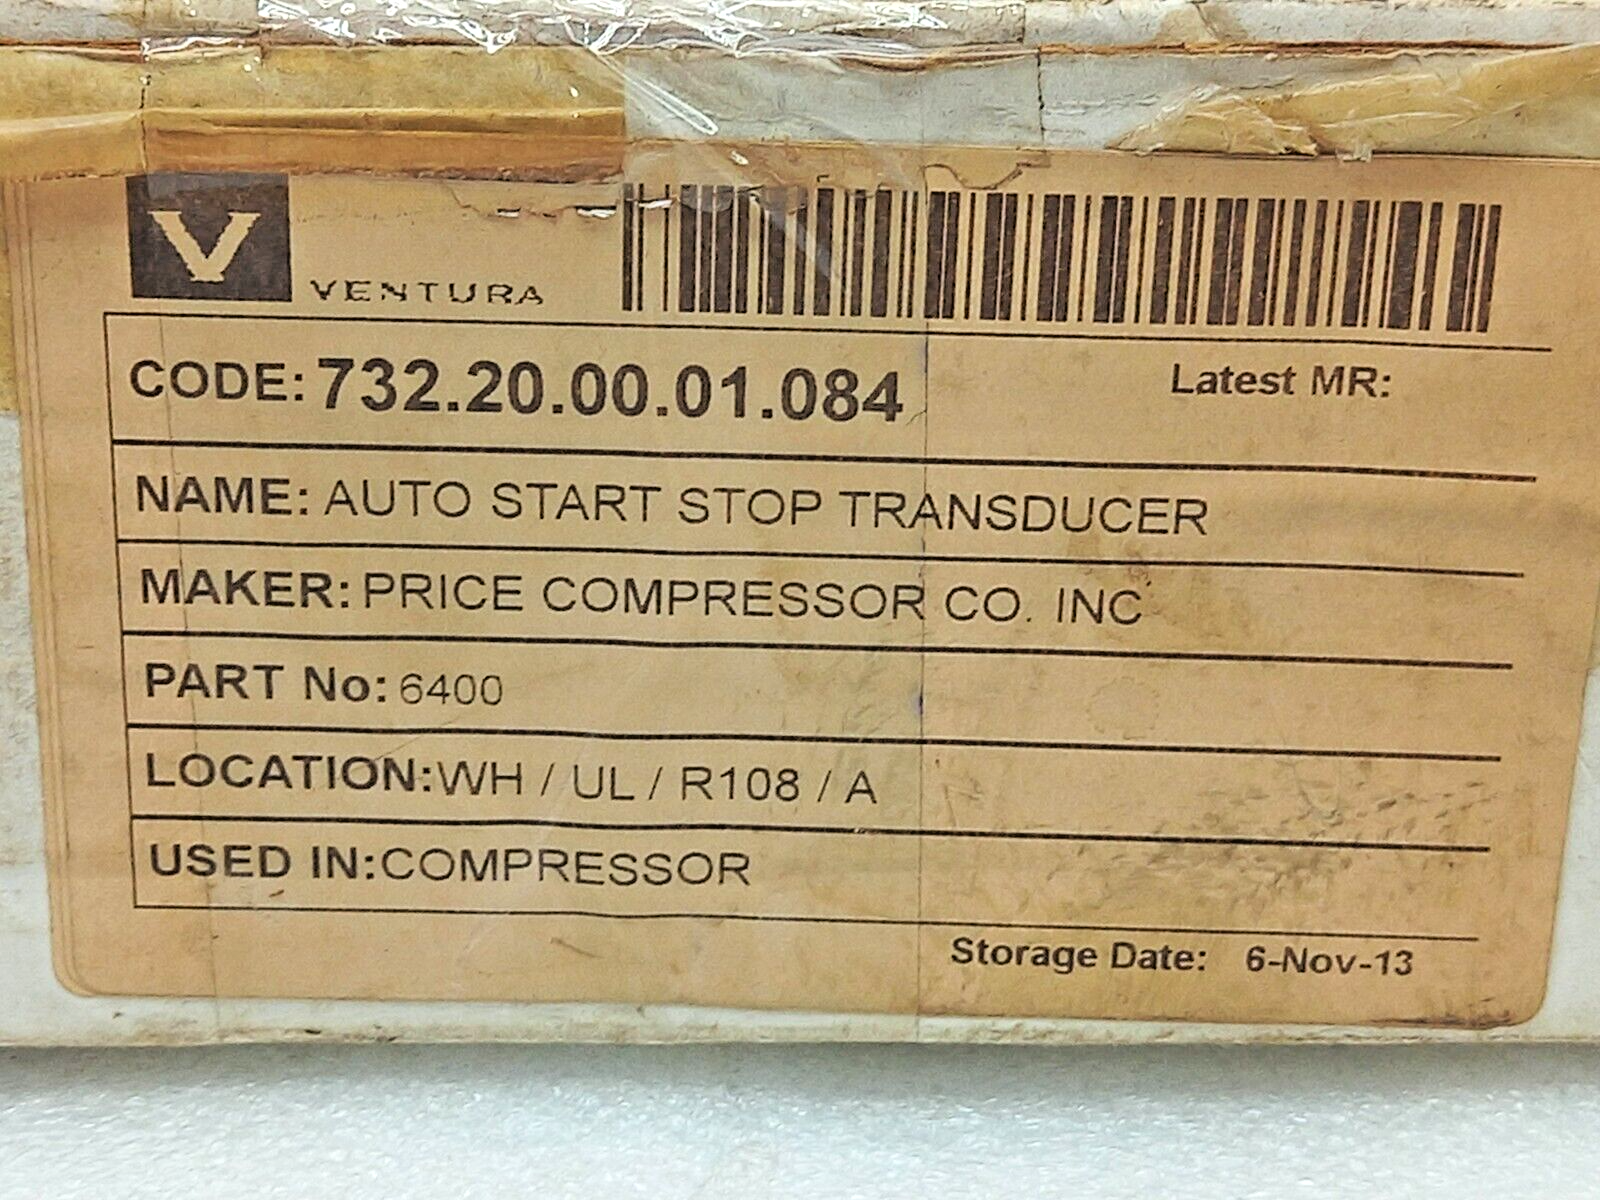 V
VENTURA
CODE: 732.20.00.01.084 Latest MR:
NAME: AUTO START STOP TRANSDUCER
MAKER: PRICE COMPRESSOR CO. INC
PART No: 6400
LOCATION: WH / UL / R108 / A
USED IN: COMPRESSOR
Storage Date: 6-Nov-13